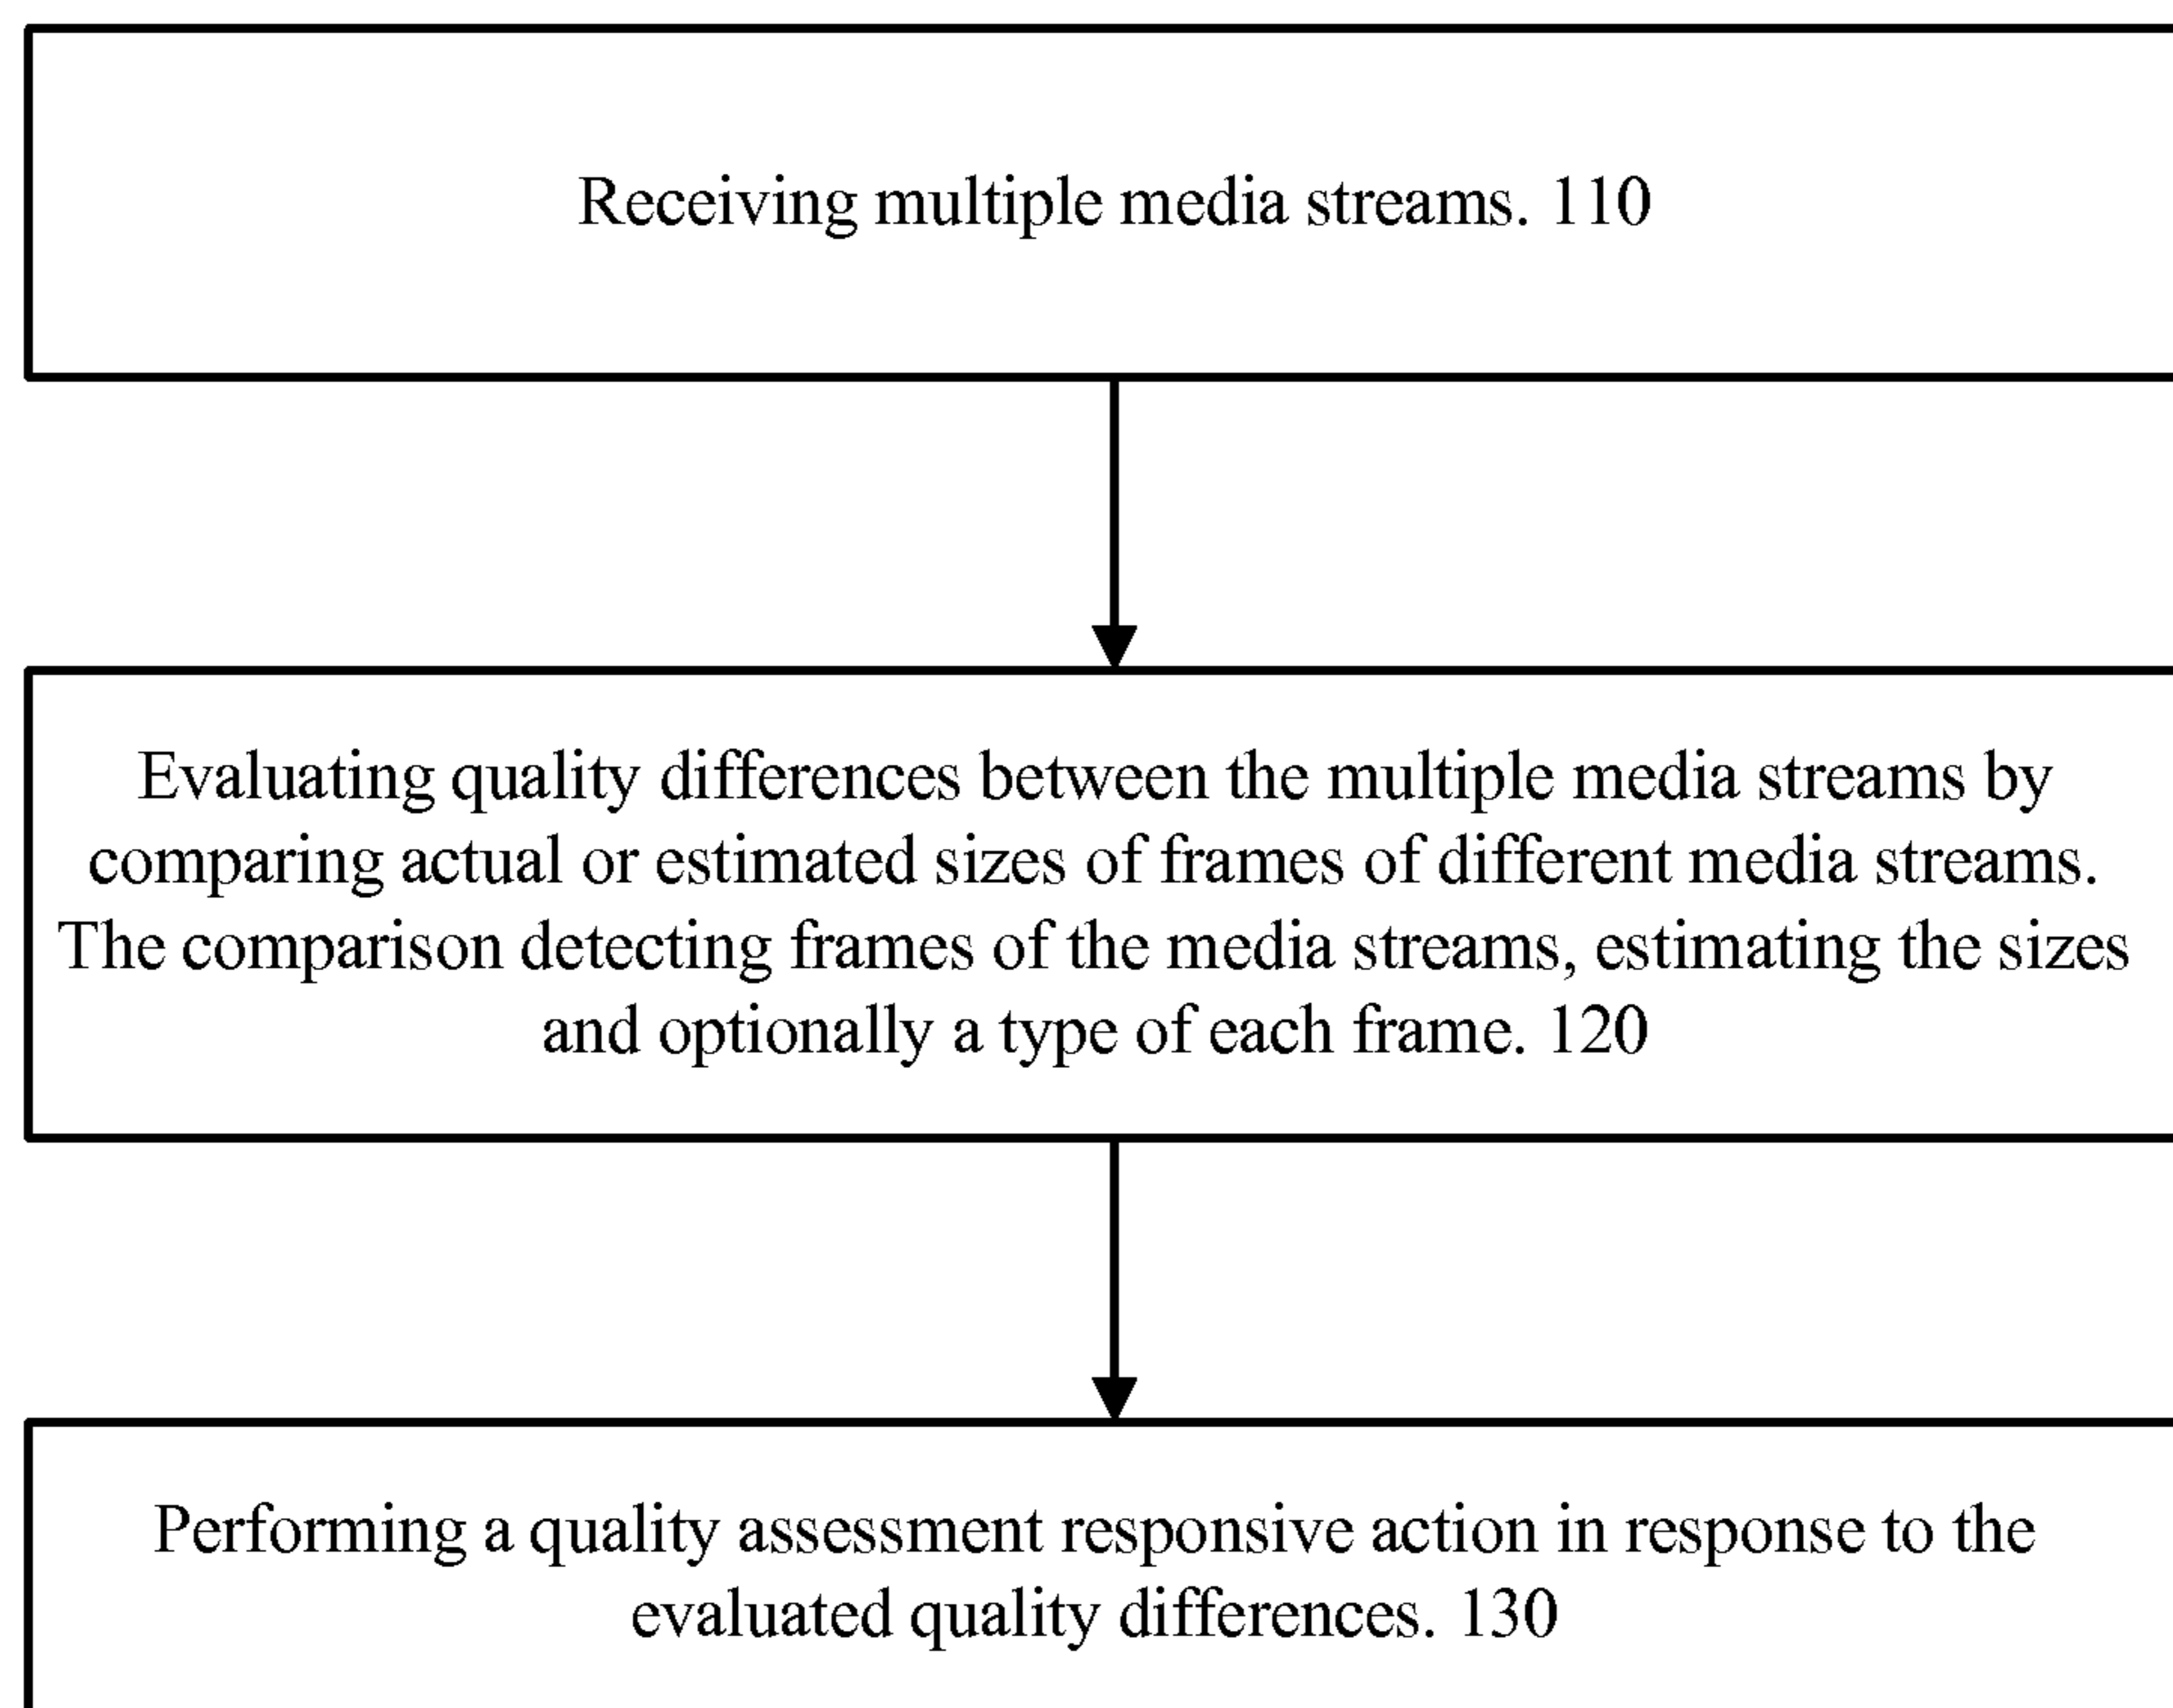 Receiving multiple media streams. 110
Evaluating quality differences between the multiple media streams by
comparing actual or estimated sizes of frames of different media streams.
The comparison detecting frames of the media streams, estimating the sizes
and optionally a type of each frame. 120
Performing a quality assessment responsive action in response to the
evaluated quality differences. 130